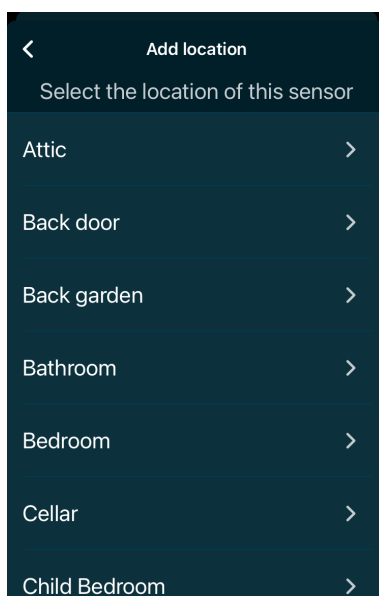 Add location
Select the location of this sensor
Attic
Back door
Back garden
Bathroom
Bedroom
Cellar
Child Bedroom